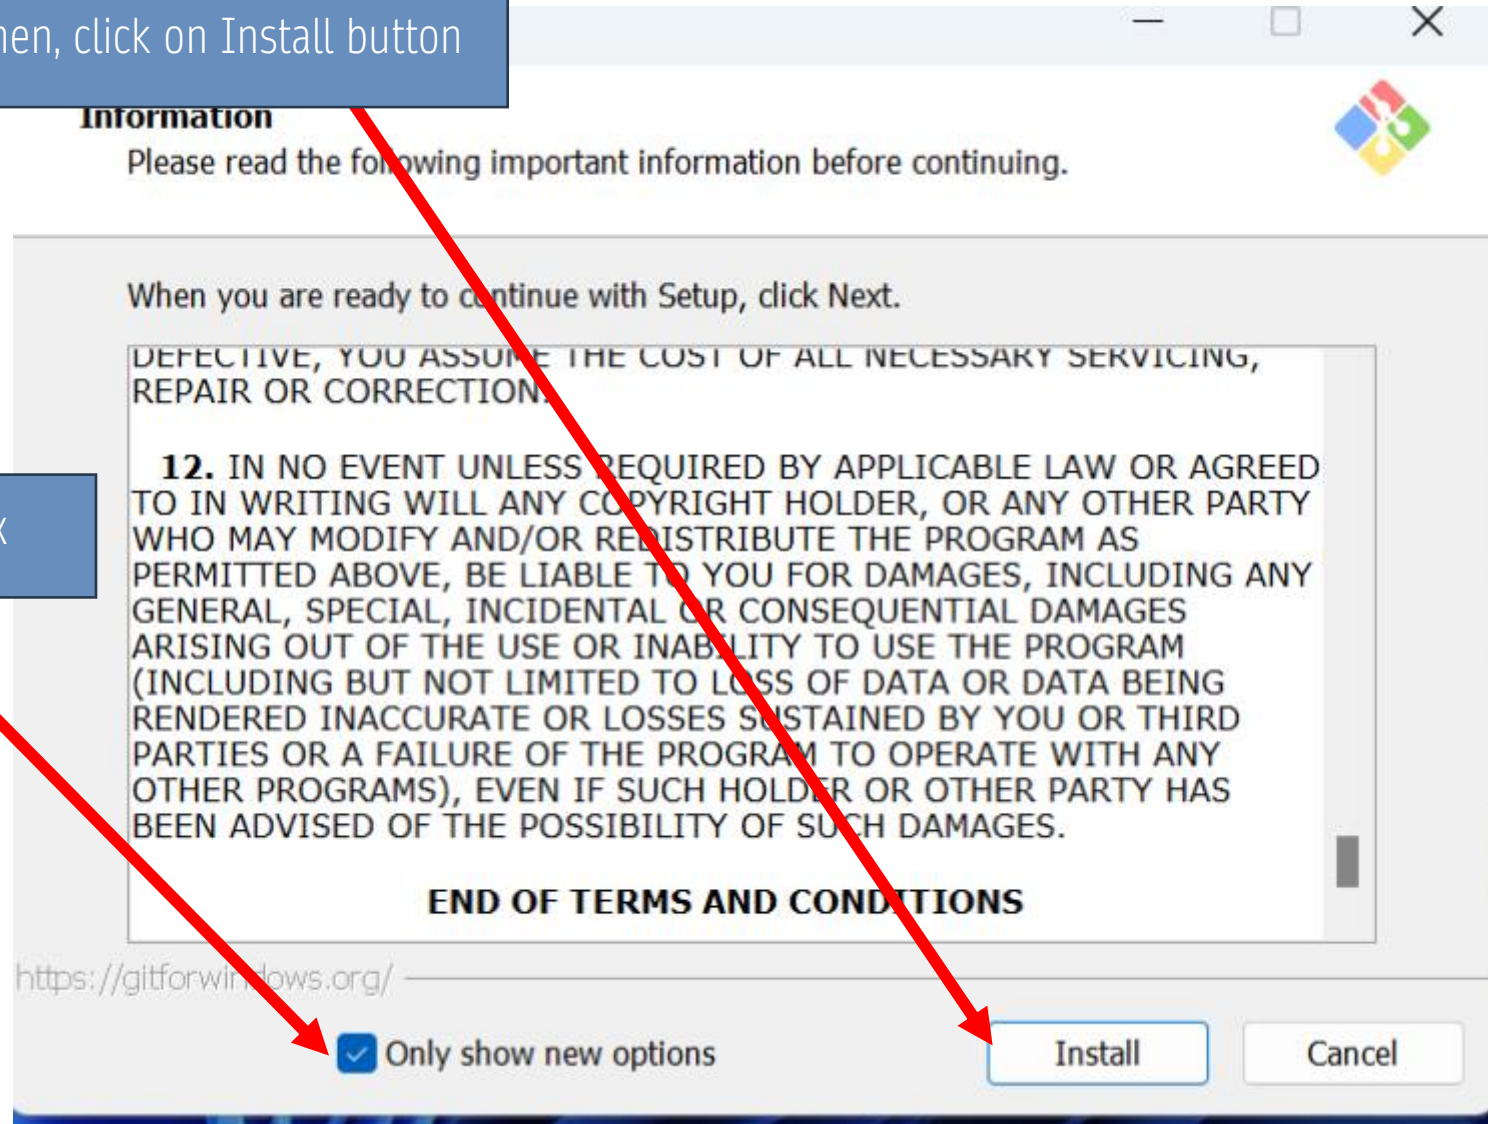 click on Install button
Information
Please read the following important information before continuing.
When you are ready to continue with Setup, click Next.
DEFECTIVE, YOU ASSUME THE COST OF ALL NECESSARY SERVICING,
REPAIR OR CORRECTION.
12. IN NO EVENT UNLESS REQUIRED BY APPLICABLE LAW OR AGREED
TO IN WRITING WILL ANY COPYRIGHT HOLDER, OR ANY OTHER PARTY
WHO MAY MODIFY AND/OR REDISTRIBUTE THE PROGRAM AS
PERMITTED ABOVE, BE LIABLE TO YOU FOR DAMAGES, INCLUDING ANY
GENERAL, SPECIAL, INCIDENTAL OR CONSEQUENTIAL DAMAGES
ARISING OUT OF THE USE OR INABILITY TO USE THE PROGRAM
(INCLUDING BUT NOT LIMITED TO LOSS OF DATA OR DATA BEING
RENDERED INACCURATE OR LOSSES SUSTAINED BY YOU OR THIRD
PARTIES OR A FAILURE OF THE PROGRAM TO OPERATE WITH ANY
OTHER PROGRAMS), EVEN IF SUCH HOLDER OR OTHER PARTY HAS
BEEN ADVISED OF THE POSSIBILITY OF SUCH DAMAGES.
END OF TERMS AND CONDITIONS
https://gitforwindows.org/
Only show new options
Install
Cancel